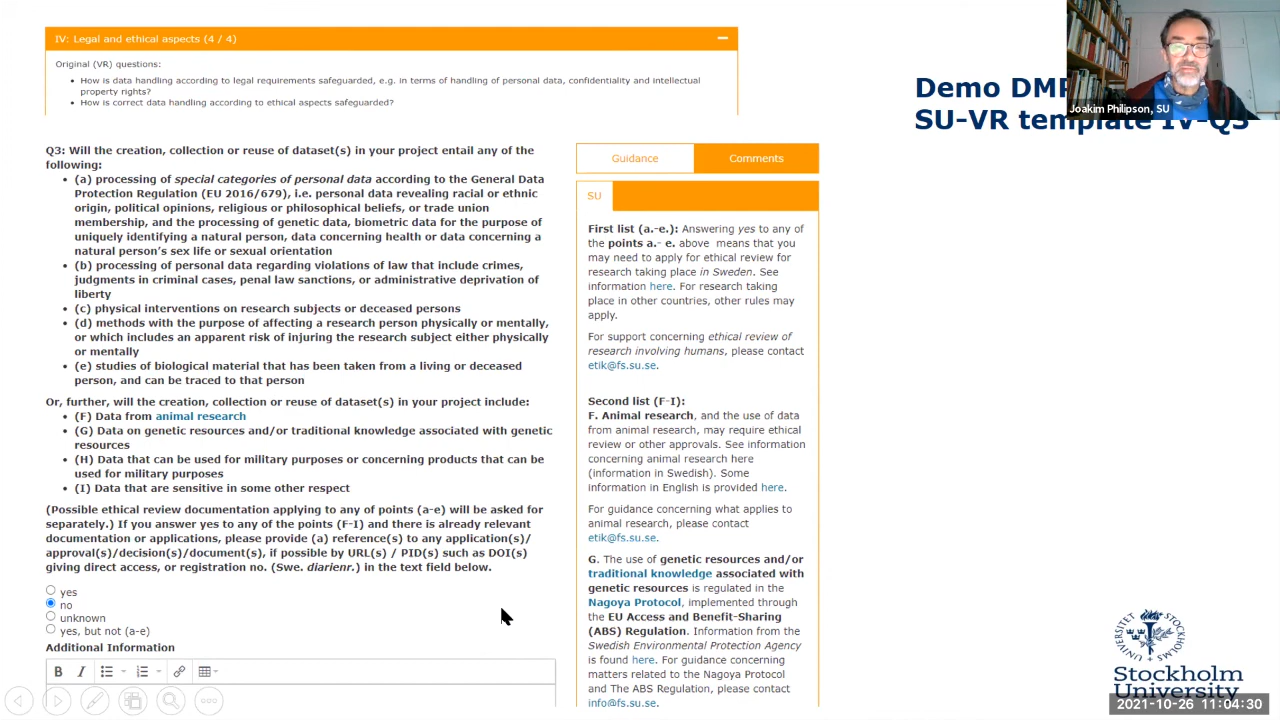 IV: Legal and ethical aspects (4 / 4)
Original (VR) questions:
• How is data handling according to legal requirements safeguarded, e.g. in terms of handling of personal data, confidentiality and intellectual
property rights?
• How is correct data handling according to ethical aspects safeguarded?
Q3: Will the creation, collection or reuse of dataset(s) in your project entail any of the
following:
• (a) processing of special categories of personal data according to the General Data
Protection Regulation (EU 2016/679), i.e. personal data revealing racial or ethnic
origin, political opinions, religious or philosophical beliefs, or trade union
membership, and the processing of genetic data, biometric data for the purpose of
uniquely identifying a natural person, data concerning health or data concerning a
natural person's sex life or sexual orientation
• (b) processing of personal data regarding violations of law that include crimes,
judgments in criminal cases, penal law sanctions, or administrative deprivation of
liberty
• (c) physical interventions on research subjects or deceased persons
• (d) methods with the purpose of affecting a research person physically or mentally,
or which includes an apparent risk of injuring the research subject either physically
or mentally
• (e) studies of biological material that has been taken from a living or deceased
person, and can be traced to that person
Or, further, will the creation, collection or reuse of dataset(s) in your project include:
• (F) Data from animal research
• (G) Data on genetic resources and/or traditional knowledge associated with genetic
resources
• (H) Data that can be used for military purposes or concerning products that can be
used for military purposes
• (I) Data that are sensitive in some other respect
(Possible ethical review documentation applying to any of points (a-e) will be asked for
separately.) If you answer yes to any of the points (F-I) and there is already relevant
documentation or applications, please provide (a) reference(s) to any application(s)/
approval(s)/decision(s)/document(s), if possible by URL(s) / PID(s) such as DOI(s)
giving direct access, or registration no. (Swe. diarienr.) in the text field below.
yes
no
unknown
yes, but not (a-e)
Additional Information
B I
Guidance Comments
SU
First list (a.-e.): Answering yes to any of
the points a.- e. above means that you
may need to apply for ethical review for
research taking place in Sweden. See
information here. For research taking
place in other countries, other rules may
apply.
For support concerning ethical review of
research involving humans, please contact
etik@fs.su.se.
Second list (F-I):
F. Animal research, and the use of data
from animal research, may require ethical
review or other approvals. See information
concerning animal research here
(information in Swedish). Some
information in English is provided here.
For guidance concerning what applies to
animal research, please contact
etik@fs.su.se.
G. The use of genetic resources and/or
traditional knowledge associated with
genetic resources is regulated in the
Nagoya Protocol, implemented through
the EU Access and Benefit-Sharing
(ABS) Regulation. Information from the
Swedish Environmental Protection Agency
is found here. For guidance concerning
matters related to the Nagoya Protocol
and The ABS Regulation, please contact
info@fs.su.se.
Demo DMP
SU-VR template IV-Q3
Joakim Philipson, SU
Stockholm
University
2021-10-26 11:04:30